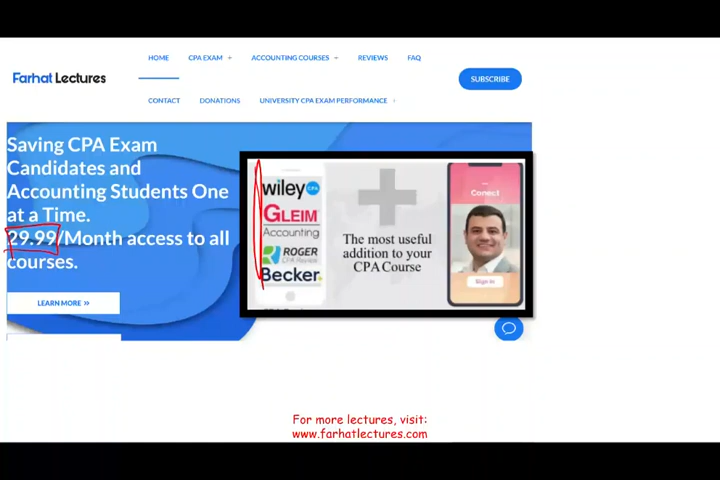 HOME
CPA EXAM +
ACCOUNTING COURSES
REVIEWS
FAQ
Farhat Lectures
SUBSCRIBE
CONTACT
DONATIONS
UNIVERSITY CPA EXAM PERFORMANCE
Saving CPA Exam
Candidates and
Accounting Students One
at a Time.
29.99/Month access to all
courses.
LEARN MORE »
wiley CPA
GLEIM
Accounting
ROGER
CPA Review
Becker.
The most useful
addition to your
CPA Course
Conect
Sign in
For more lectures, visit:
www.farhatlectures.com